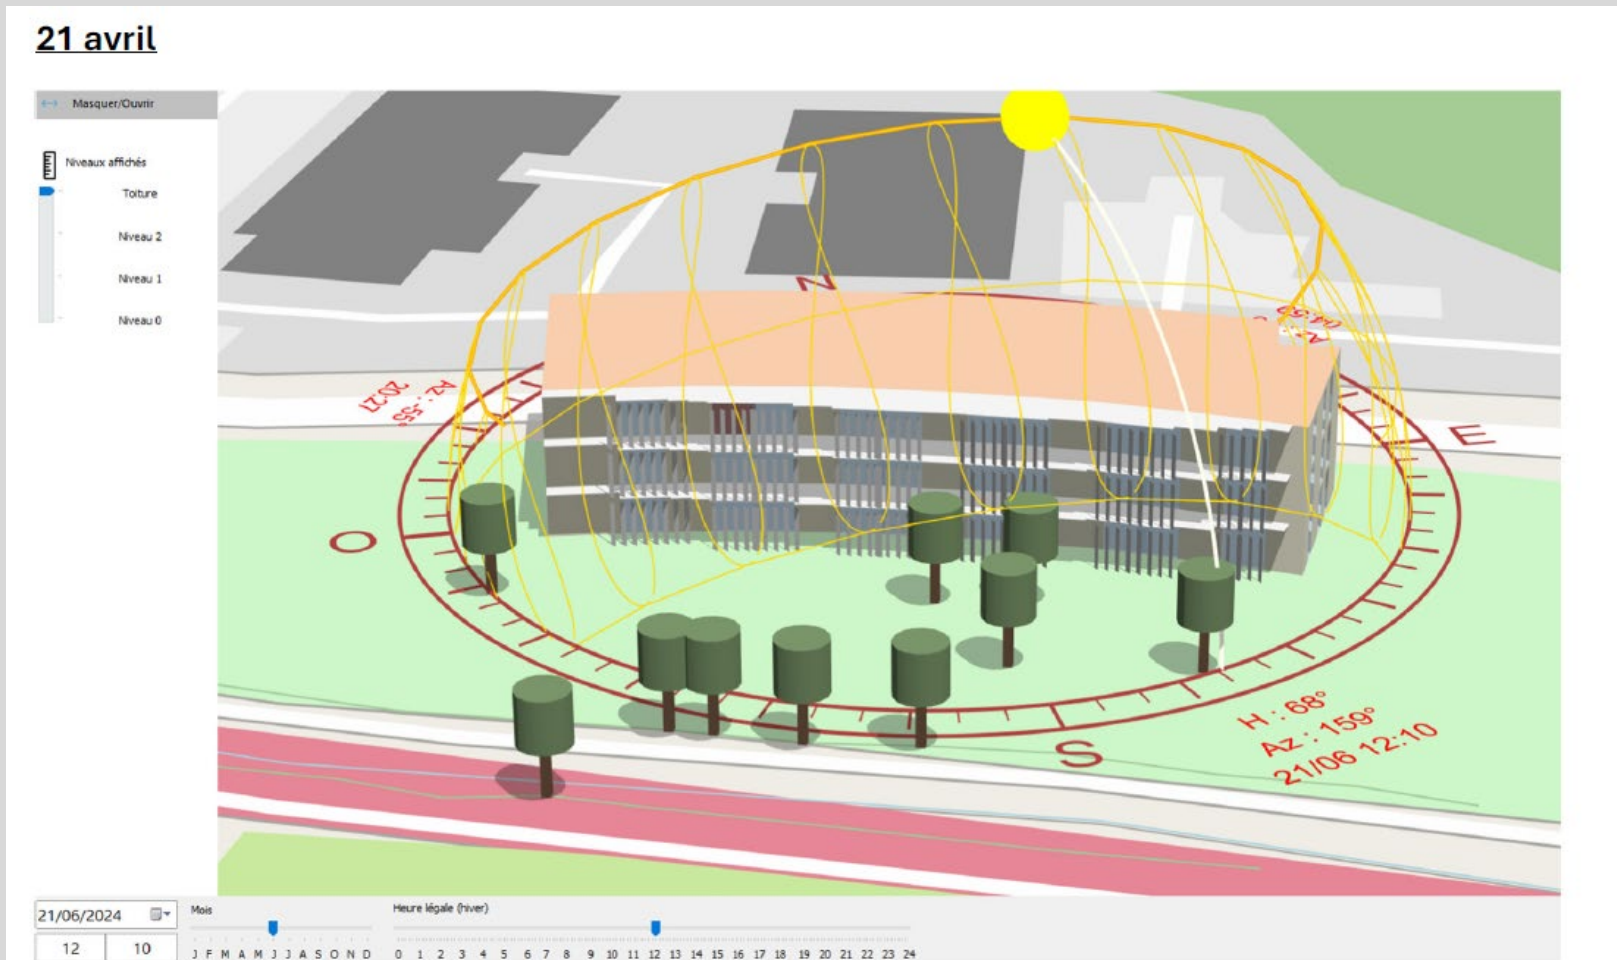 21 avril
Masquer/Ouvrir
Niveaux affichés
Toiture
Niveau 2
Niveau 1
Niveau 0
N
E
S
O
Az : -55°
20:27
04:59
H : 68°
Az : 159°
21/06 12:10
21/06/2024
12
10
Mois
J F M A M J J A S O N D
Heure légale (hiver)
0 1 2 3 4 5 6 7 8 9 10 11 12 13 14 15 16 17 18 19 20 21 22 23 24